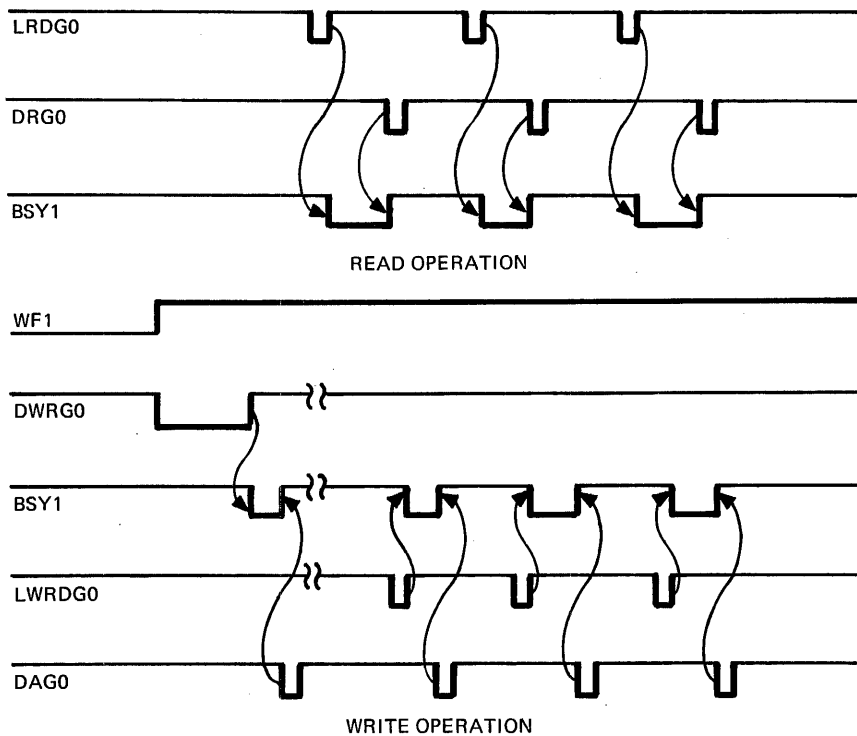 LRDG0
DRG0
BSY1
READ OPERATION
WF1
DWRG0
BSY1
LWRDG0
DAG0
WRITE OPERATION